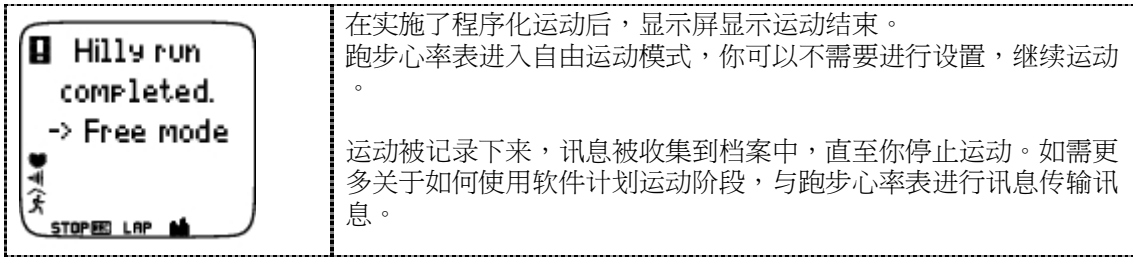 Hilly run
completed.
-> Free mode
STOP REC LAP
在实施了程序化运动后，显示屏显示运动结束。
跑步心率表进入自由运动模式，你可以不需要进行设置，继续运动
。
运动被记录下来，讯息被收集到档案中，直至你停止运动。如需更
多关于如何使用软件计划运动阶段，与跑步心率表进行讯息传输讯
息。